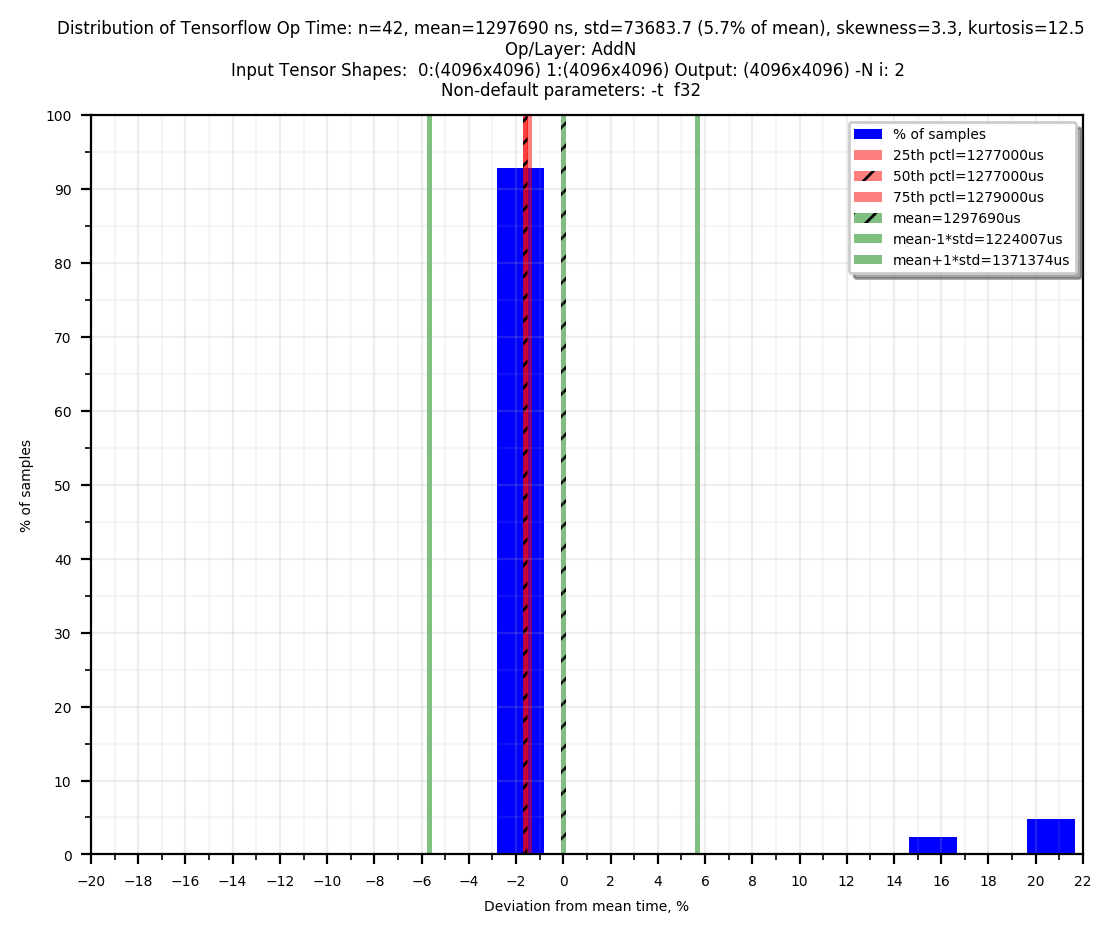 Distribution of Tensorflow Op Time: n=42, mean=1297690 ns, std=73683.7 (5.7% of mean), skewness=3.3, kurtosis=12.5
Op/Layer: AddN
Input Tensor Shapes:  0:(4096x4096) 1:(4096x4096) Output: (4096x4096) -N i: 2
Non-default parameters: -t  f32
% of samples
25th pctl=1277000us
50th pctl=1277000us
75th pctl=1279000us
mean=1297690us
mean-1*std=1224007us
mean+1*std=1371374us
100
90
80
70
60
50
40
30
20
10
0
% of samples
−20 −18 −16 −14 −12 −10 −8 −6 −4 −2 0 2 4 6 8 10 12 14 16 18 20 22
Deviation from mean time, %